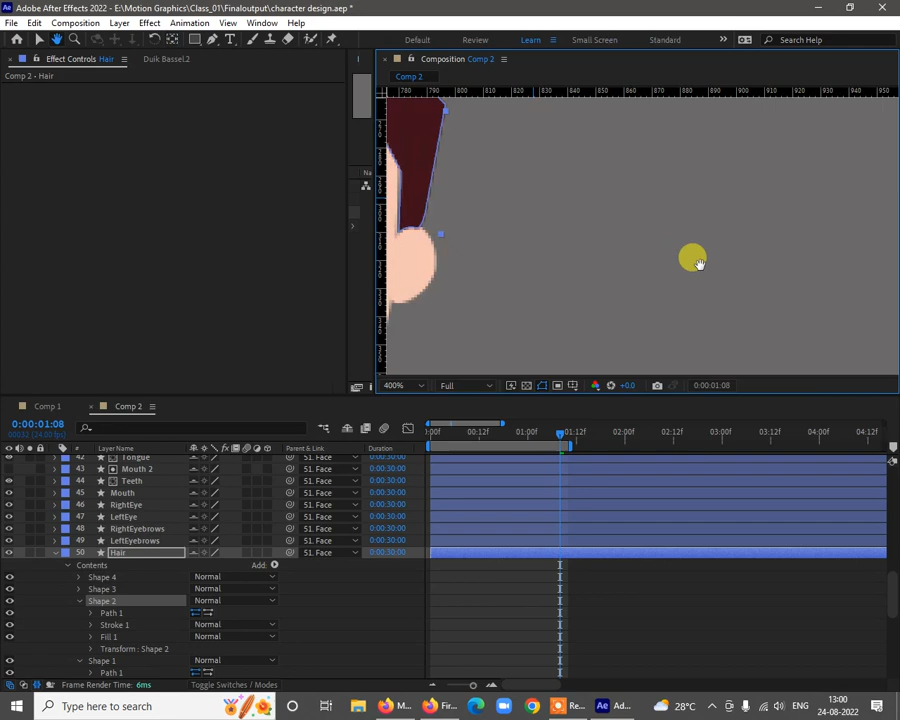 Adobe After Effects 2022 - E:\Motion Graphics\Class_01\Finaloutput\character design.aep *
File Edit Composition Layer Effect Animation View Window Help
Default Review Learn Small Screen Standard Search Help
Effect Controls Hair Duik Bassel.2
Composition Comp 2
Comp 2 - Hair
Comp 2
780 790 800 810 820 830 840 850 860 870 880 890 900 910 920 930 940 950
Na
400% Full +0.0 0:00:01:08
Comp 1 Comp 2
0:00:01:08
00032 (24.00 fps)
:00f 00:12f 01:00f 01:12f 02:00f 02:12f 03:00f 03:12f 04:00f 04:12f
# Layer Name Parent & Link Duration
42 Tongue 51. Face 0:00:30:00
43 Mouth 2 51. Face 0:00:30:00
44 Teeth 51. Face 0:00:30:00
45 Mouth 51. Face 0:00:30:00
46 RightEye 51. Face 0:00:30:00
47 LeftEye 51. Face 0:00:30:00
48 RightEyebrows 51. Face 0:00:30:00
49 LeftEyebrows 51. Face 0:00:30:00
50 Hair 51. Face 0:00:30:00
Contents Add:
Shape 4 Normal
Shape 3 Normal
Shape 2 Normal
Path 1
Stroke 1 Normal
Fill 1 Normal
Transform : Shape 2
Shape 1 Normal
Path 1
Frame Render Time: 6ms Toggle Switches / Modes
Type here to search M... Fir... Re... Ad... 28°C 13:00
24-08-2022